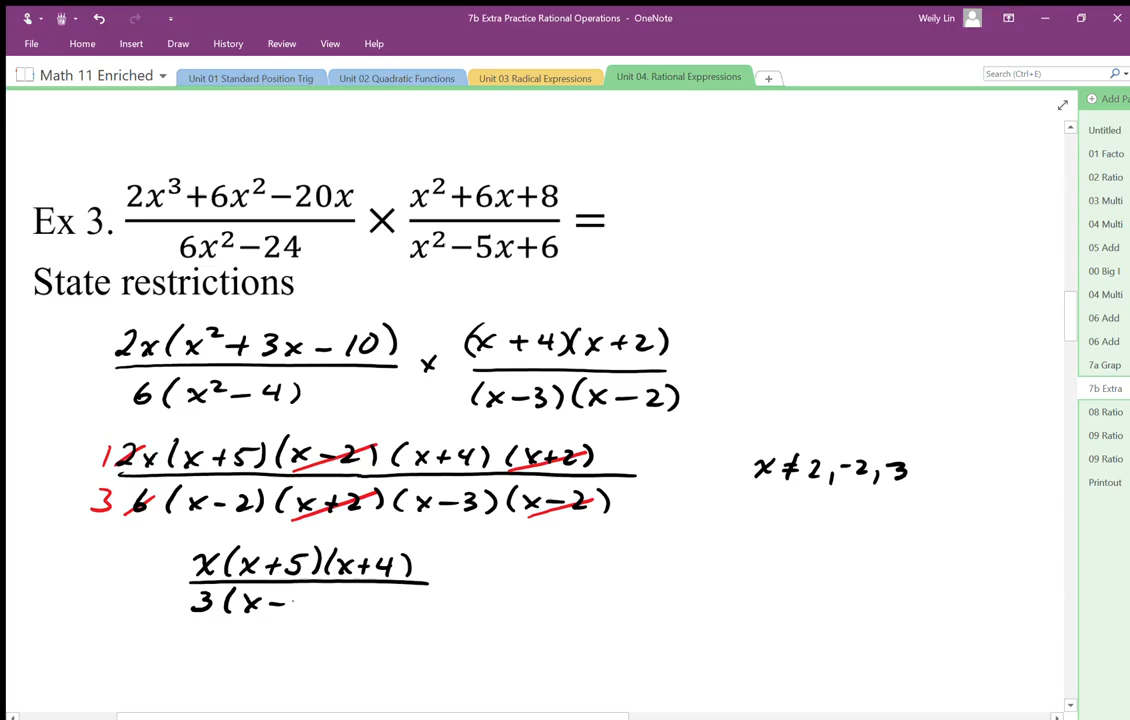 7b Extra Practice Rational Operations - OneNote
Weily Lin
File Home Insert Draw History Review View Help
Math 11 Enriched
Unit 01 Standard Position Trig
Unit 02 Quadratic Functions
Unit 03 Radical Expressions
Unit 04. Rational Exppressions
Search (Ctrl+E)
Add Pa
Untitled
01 Facto
02 Ratio
03 Multi
04 Multi
05 Add
00 Big I
04 Multi
06 Add
06 Add
7a Grap
7b Extra
08 Ratio
09 Ratio
09 Ratio
Printout
2x³+6x²−20x x²+6x+8
Ex 3. × =
6x²−24 x²−5x+6
State restrictions
2x(x²+3x−10) (x+4)(x+2)
×
6(x²−4) (x−3)(x−2)
1 2x(x+5)(x−2)(x+4)(x+2)
x≠2,-2,3
3 6(x−2)(x+2)(x−3)(x−2)
x(x+5)(x+4)
3(x−